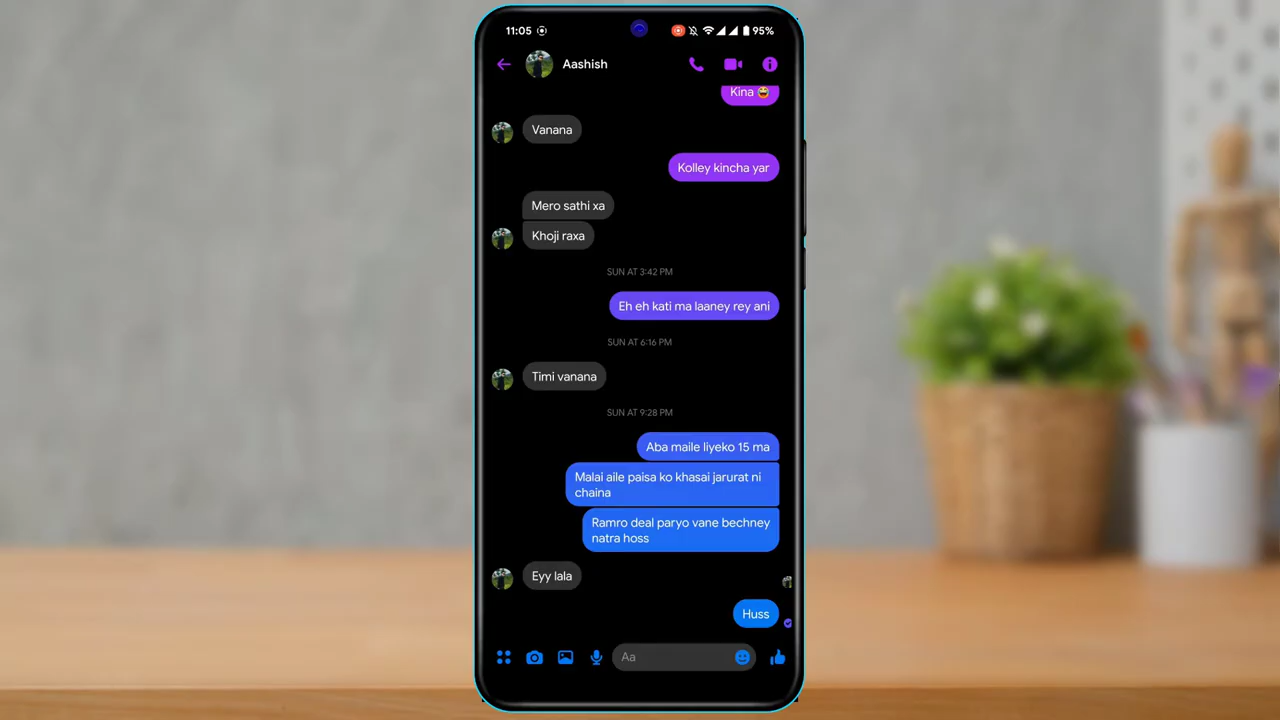 11:05
95%
Aashish
Kina 😄
Vanana
Kolley kincha yar
Mero sathi xa
Khoji raxa
SUN AT 3:42 PM
Eh eh kati ma laaney rey ani
SUN AT 6:16 PM
Timi vanana
SUN AT 9:28 PM
Aba maile liyeko 15 ma
Malai aile paisa ko khasai jarurat ni
chaina
Ramro deal paryo vane bechney
natra hoss
Eyy lala
Huss
Aa